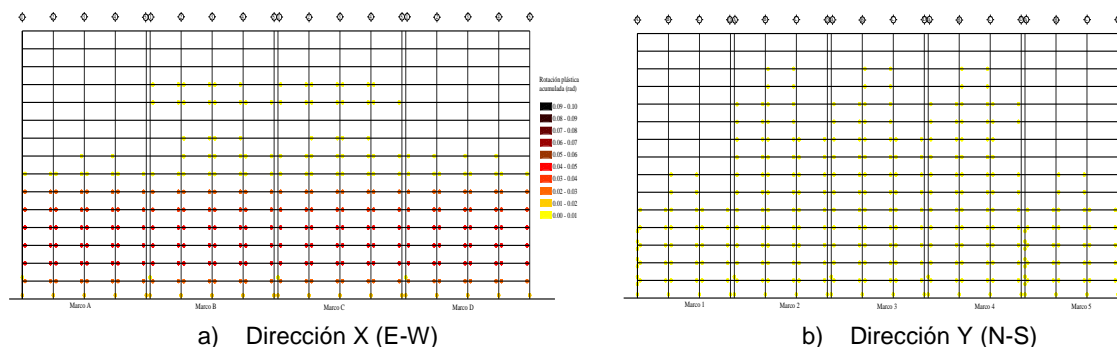 Rotación plástica
acumulada (rad)
0.09 - 0.10
0.08 - 0.09
0.07 - 0.08
0.06 - 0.07
0.05 - 0.06
0.04 - 0.05
0.03 - 0.04
0.02 - 0.03
0.01 - 0.02
0.00 - 0.01
Marco A Marco B Marco C Marco D
Marco 1 Marco 2 Marco 3 Marco 4 Marco 5
a) Dirección X (E-W)
b) Dirección Y (N-S)